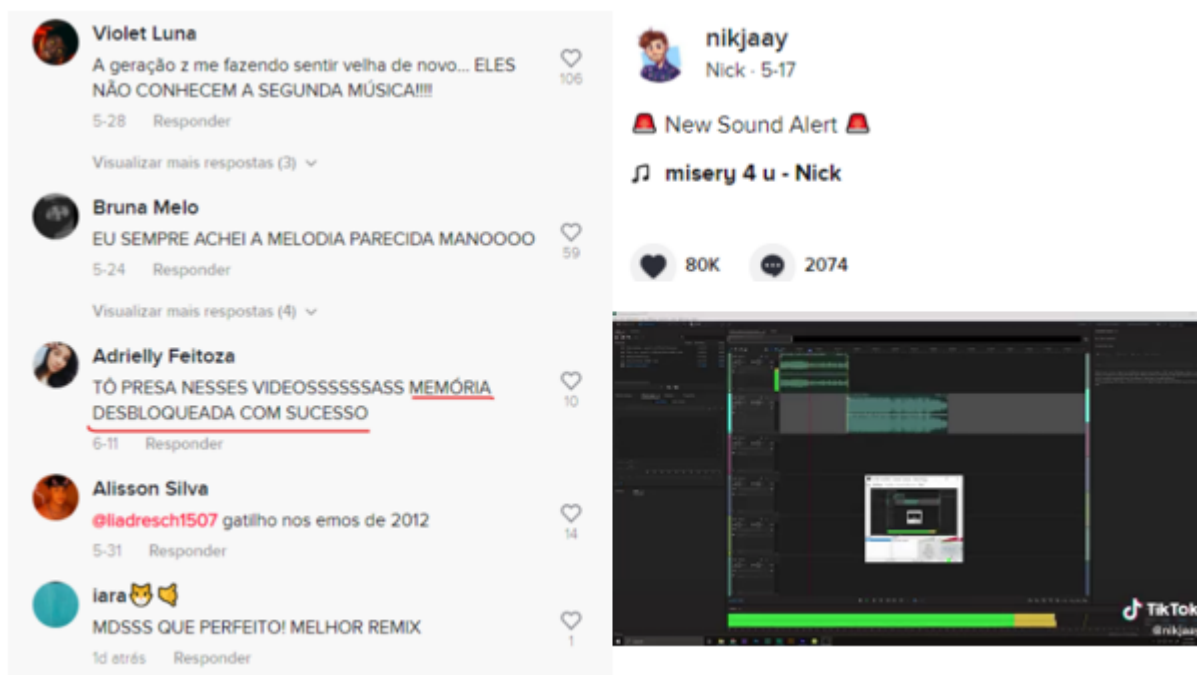 Violet Luna
A geração z me fazendo sentir velha de novo... ELES
NÃO CONHECEM A SEGUNDA MÚSICA!!!!
106
5-28 Responder
Visualizar mais respostas (3)
Bruna Melo
EU SEMPRE ACHEI A MELODIA PARECIDA MANOOOO
59
5-24 Responder
Visualizar mais respostas (4)
Adrielly Feitoza
TÔ PRESA NESSES VIDEOSSSSSSASS MEMÓRIA
DESBLOQUEADA COM SUCESSO
10
6-11 Responder
Alisson Silva
@liadresch1507 gatilho nos emos de 2012
14
5-31 Responder
iara
MDSSS QUE PERFEITO! MELHOR REMIX
1
1d atrás Responder
nikjaay
Nick · 5-17
🚨 New Sound Alert 🚨
♫ misery 4 u - Nick
80K 2074
TikTok
@nikjaay